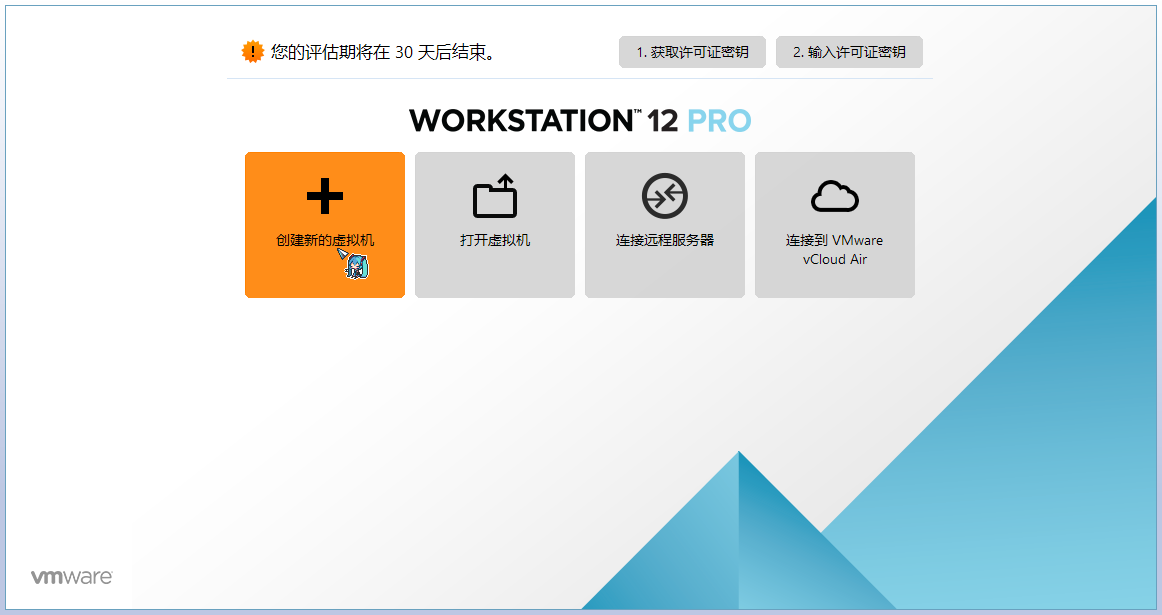 您的评估期将在 30 天后结束。
1. 获取许可证密钥
2. 输入许可证密钥
WORKSTATION™ 12 PRO
创建新的虚拟机
打开虚拟机
连接远程服务器
连接到 VMware
vCloud Air
vmware